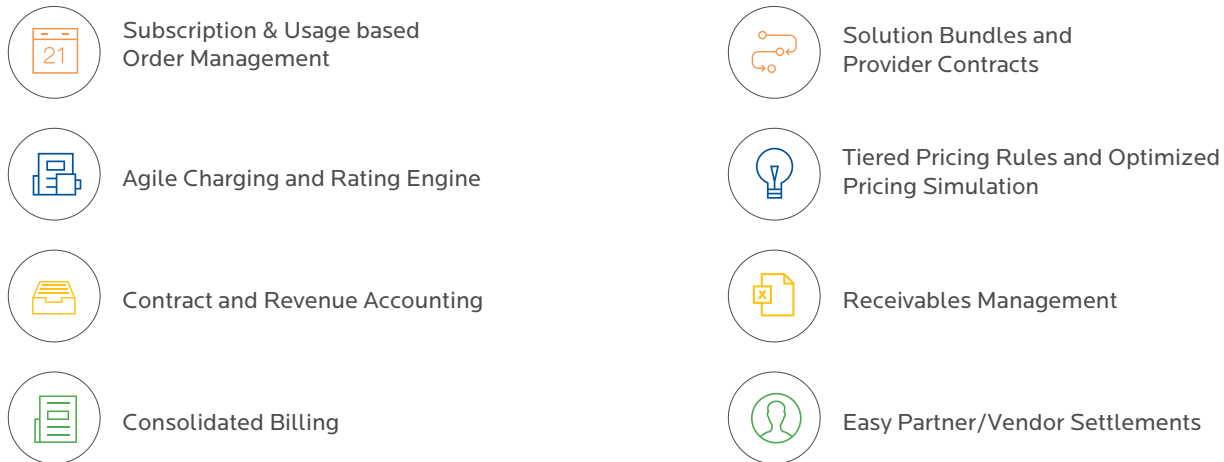 21
Subscription & Usage based
Order Management
Solution Bundles and
Provider Contracts
Agile Charging and Rating Engine
Tiered Pricing Rules and Optimized
Pricing Simulation
Contract and Revenue Accounting
X
Receivables Management
Consolidated Billing
Easy Partner/Vendor Settlements